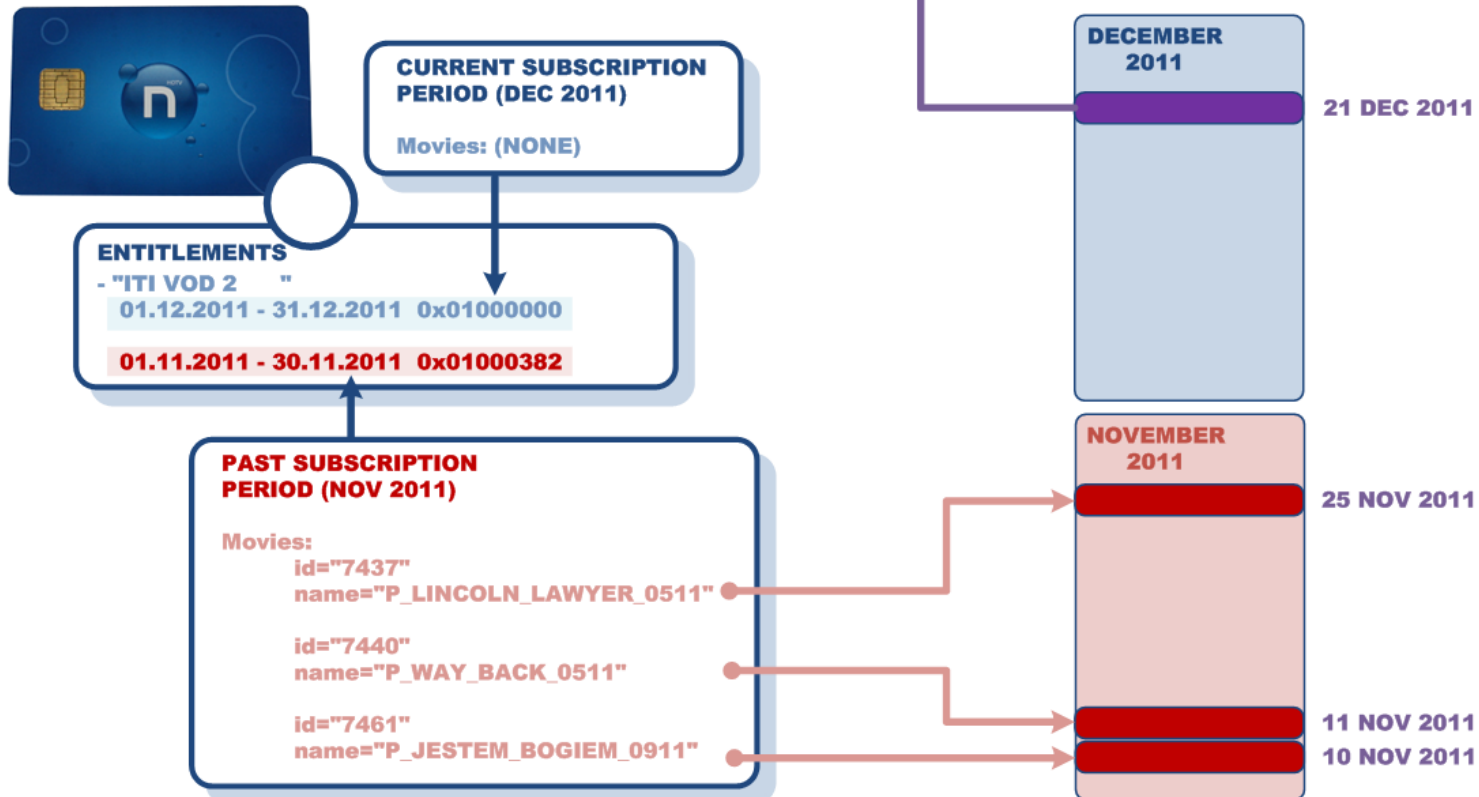 n
HDTV
CURRENT SUBSCRIPTION
PERIOD (DEC 2011)
Movies: (NONE)
ENTITLEMENTS
- "ITI VOD 2     "
01.12.2011 - 31.12.2011  0x01000000
01.11.2011 - 30.11.2011  0x01000382
PAST SUBSCRIPTION
PERIOD (NOV 2011)
Movies:
id="7437"
name="P_LINCOLN_LAWYER_0511"
id="7440"
name="P_WAY_BACK_0511"
id="7461"
name="P_JESTEM_BOGIEM_0911"
DECEMBER
2011
21 DEC 2011
NOVEMBER
2011
25 NOV 2011
11 NOV 2011
10 NOV 2011